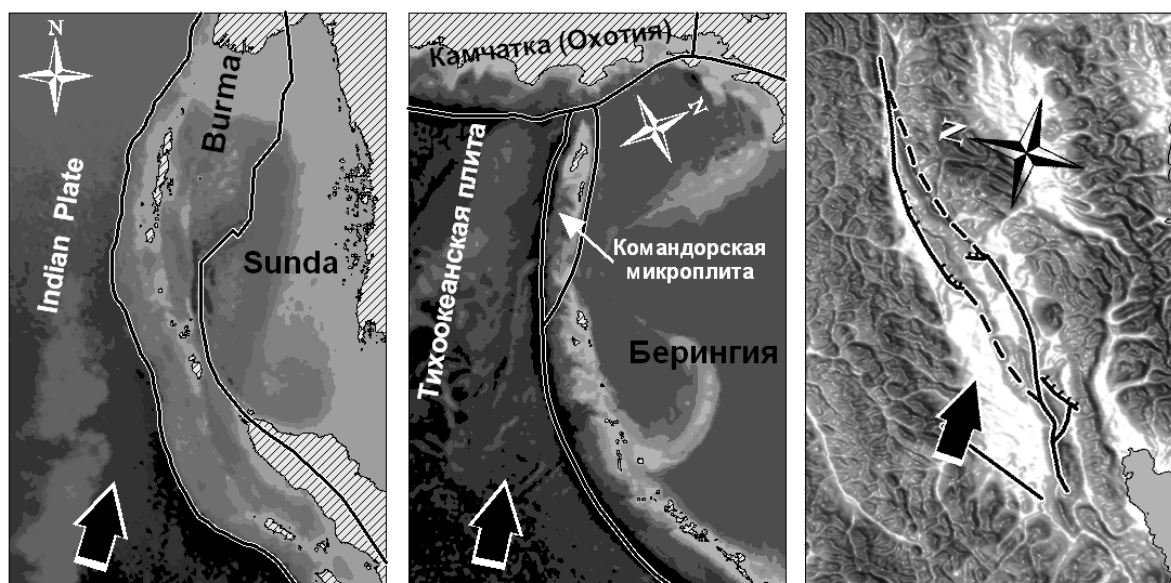 N
Burma
Indian Plate
Sunda
Камчатка (Охотия)
N
Тихоокеанская плита
Командорская
микроплита
Берингия
N